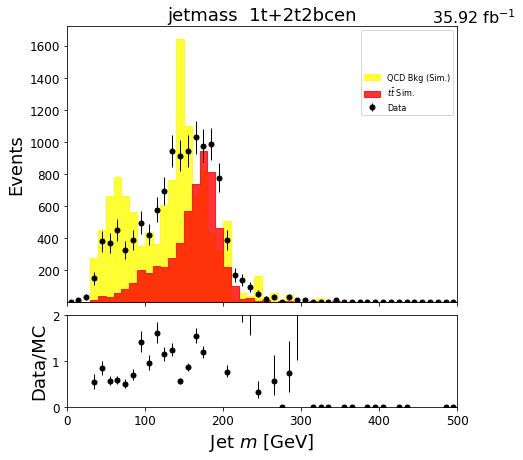 jetmass 1t+2t2bcen
35.92 fb⁻¹
1600
1400
1200
1000
800
600
400
200
Events
QCD Bkg (Sim.)
tt̄ Sim.
Data
2
1
0
Data/MC
0 100 200 300 400 500
Jet m [GeV]